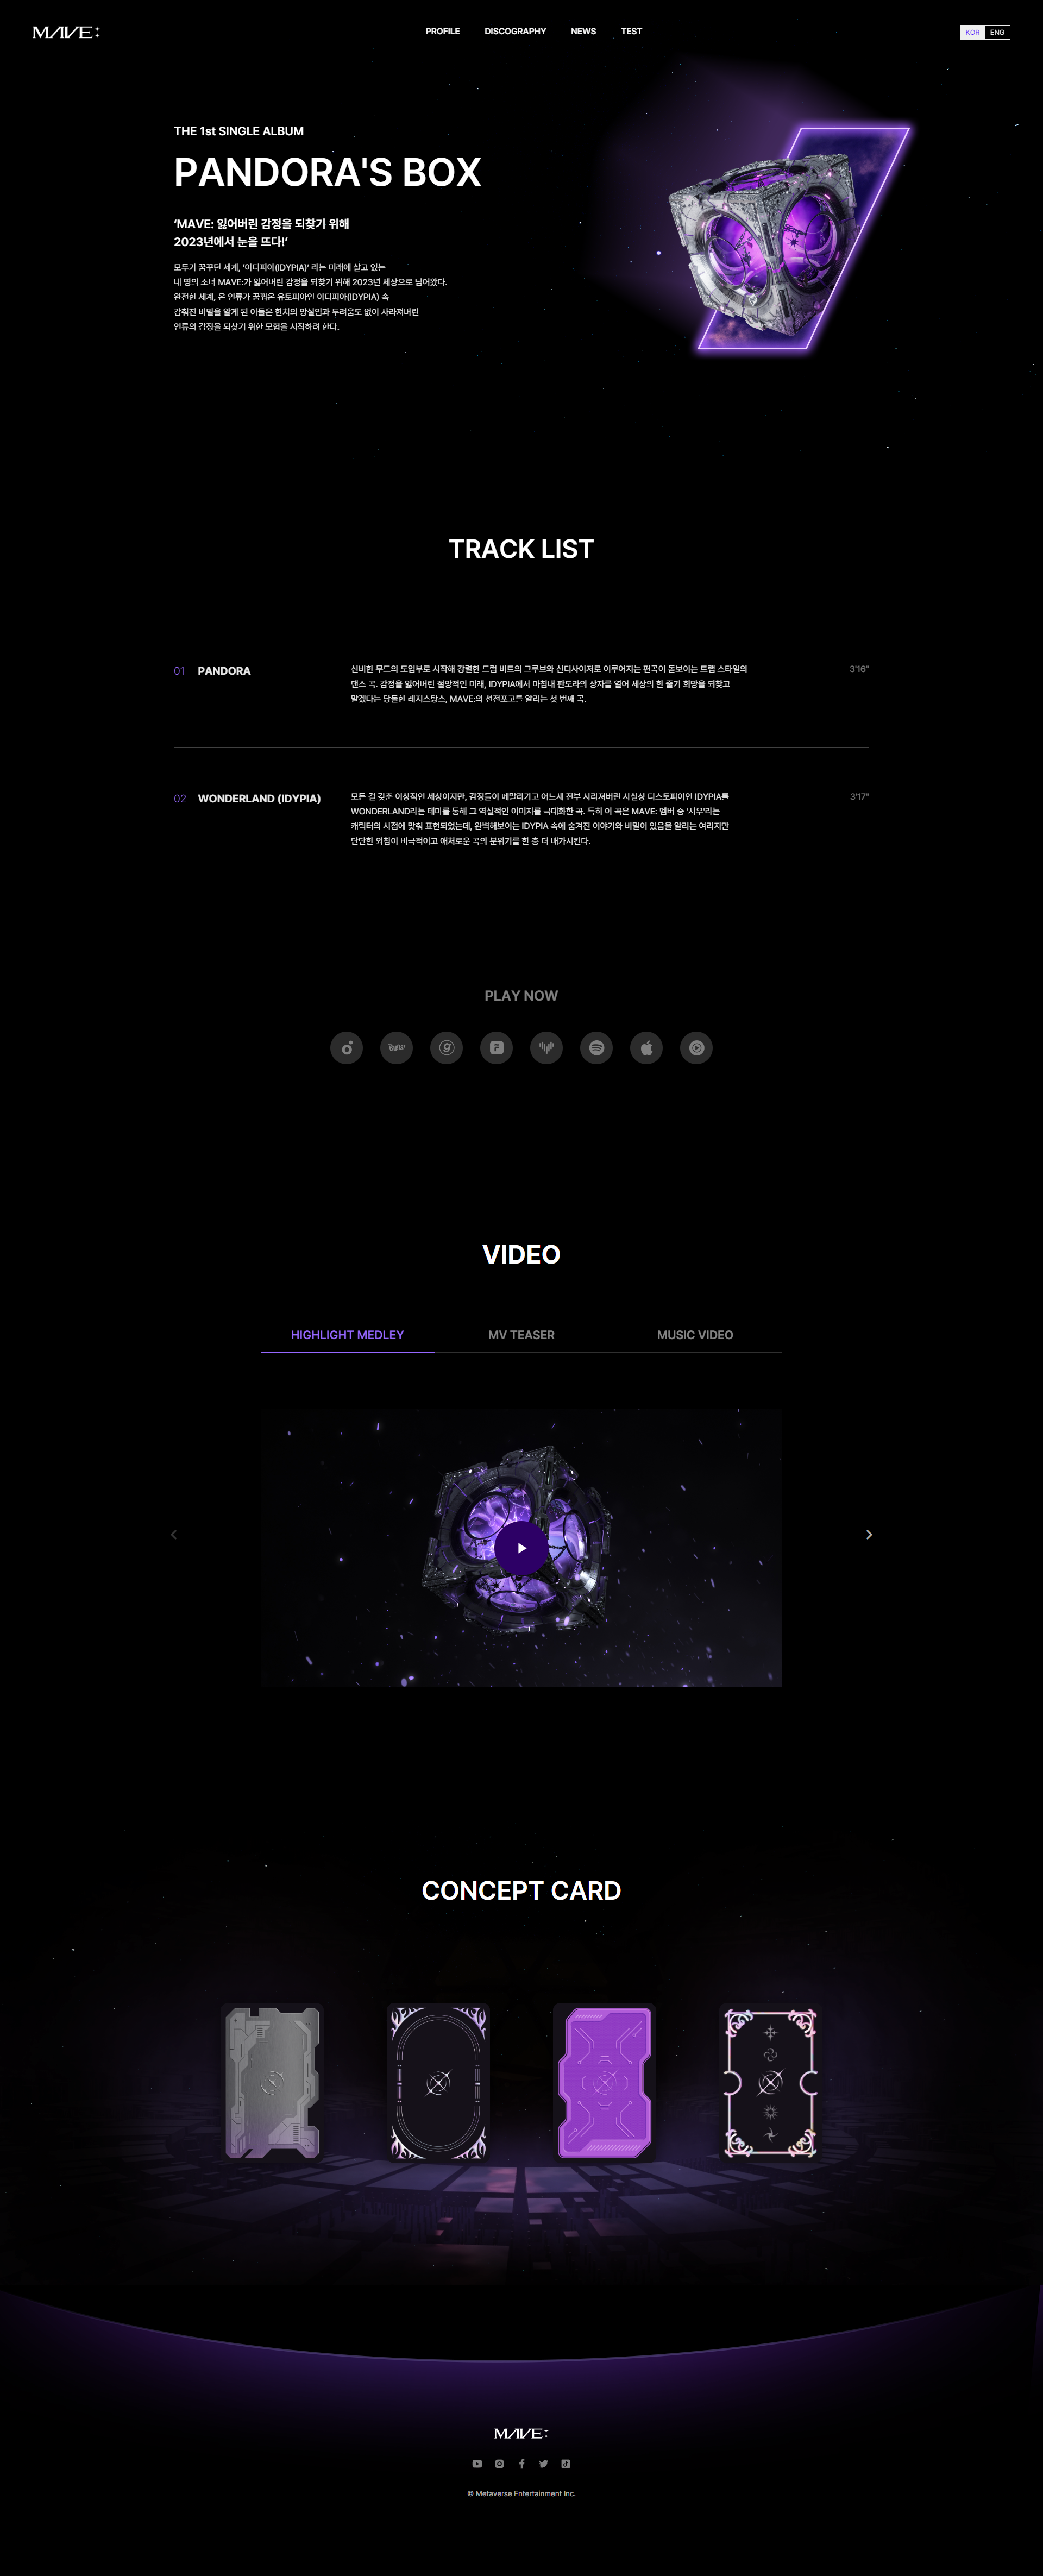 MAVE:
PROFILE DISCOGRAPHY NEWS TEST
KOR ENG
THE 1st SINGLE ALBUM
PANDORA'S BOX
‘MAVE: 잃어버린 감정을 되찾기 위해
2023년에서 눈을 뜨다!’
모두가 꿈꾸던 세계, ‘이디피아(IDYPIA)’ 라는 미래에 살고 있는
네 명의 소녀 MAVE:가 잃어버린 감정을 되찾기 위해 2023년 세상으로 넘어왔다.
완전한 세계, 온 인류가 꿈꿔온 유토피아인 이디피아(IDYPIA) 속
감춰진 비밀을 알게 된 이들은 한치의 망설임과 두려움도 없이 사라져버린
인류의 감정을 되찾기 위한 모험을 시작하려 한다.
TRACK LIST
01 PANDORA
신비한 무드의 도입부로 시작해 강렬한 드럼 비트의 그루브와 신디사이저로 이루어지는 편곡이 돋보이는 트랩 스타일의
댄스 곡. 감정을 잃어버린 절망적인 미래, IDYPIA에서 마침내 판도라의 상자를 열어 세상의 한 줄기 희망을 되찾고
말겠다는 당돌한 레지스탕스, MAVE:의 선전포고를 알리는 첫 번째 곡.
3'16"
02 WONDERLAND (IDYPIA)
모든 걸 갖춘 이상적인 세상이지만, 감정들이 메말라가고 어느새 전부 사라져버린 사실상 디스토피아인 IDYPIA를
WONDERLAND라는 테마를 통해 그 역설적인 이미지를 극대화한 곡. 특히 이 곡은 MAVE: 멤버 중 '시우'라는
캐릭터의 시점에 맞춰 표현되었는데, 완벽해보이는 IDYPIA 속에 숨겨진 이야기와 비밀이 있음을 알리는 여리지만
단단한 외침이 비극적이고 애처로운 곡의 분위기를 한 층 더 배가시킨다.
3'17"
PLAY NOW
Bugs!
VIDEO
HIGHLIGHT MEDLEY MV TEASER MUSIC VIDEO
CONCEPT CARD
MAVE:
© Metaverse Entertainment Inc.